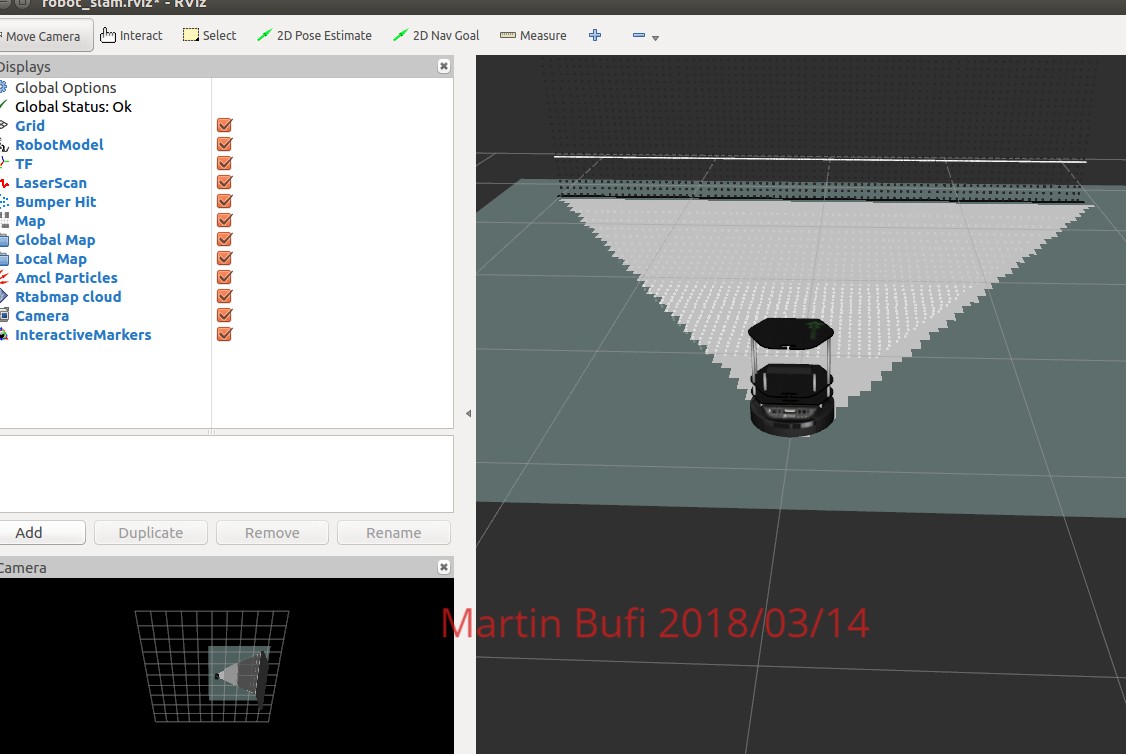 robot_slam.rviz* - RViz
Move Camera Interact Select 2D Pose Estimate 2D Nav Goal Measure
Displays
Global Options
Global Status: Ok
Grid
RobotModel
TF
LaserScan
Bumper Hit
Map
Global Map
Local Map
Amcl Particles
Rtabmap cloud
Camera
InteractiveMarkers
Add Duplicate Remove Rename
Camera
Martin Bufi 2018/03/14